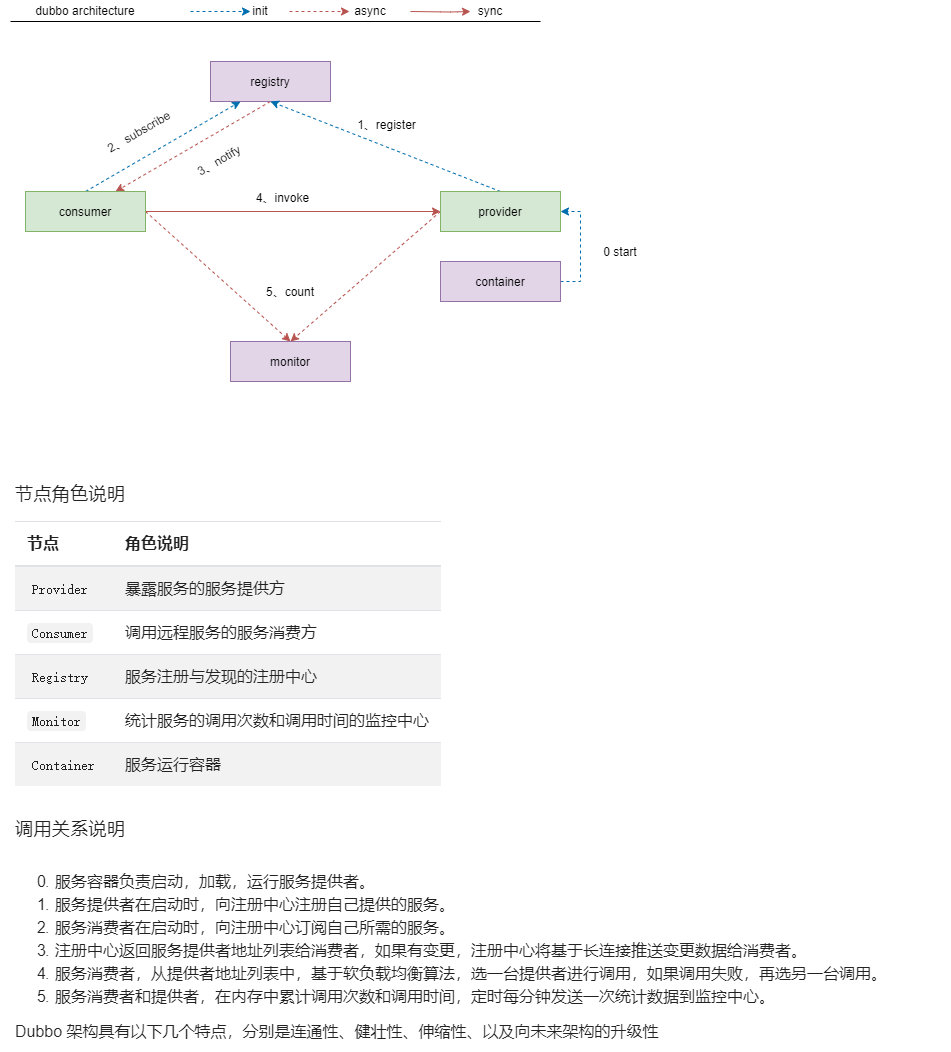 dubbo architecture init async sync
registry
1、register
2、subscribe
3、notify
4、invoke
consumer
provider
0 start
container
5、count
monitor
节点角色说明
节点 角色说明
Provider 暴露服务的服务提供方
Consumer 调用远程服务的服务消费方
Registry 服务注册与发现的注册中心
Monitor 统计服务的调用次数和调用时间的监控中心
Container 服务运行容器
调用关系说明
0. 服务容器负责启动，加载，运行服务提供者。
1. 服务提供者在启动时，向注册中心注册自己提供的服务。
2. 服务消费者在启动时，向注册中心订阅自己所需的服务。
3. 注册中心返回服务提供者地址列表给消费者，如果有变更，注册中心将基于长连接推送变更数据给消费者。
4. 服务消费者，从提供者地址列表中，基于软负载均衡算法，选一台提供者进行调用，如果调用失败，再选另一台调用。
5. 服务消费者和提供者，在内存中累计调用次数和调用时间，定时每分钟发送一次统计数据到监控中心。
Dubbo 架构具有以下几个特点，分别是连通性、健壮性、伸缩性、以及向未来架构的升级性